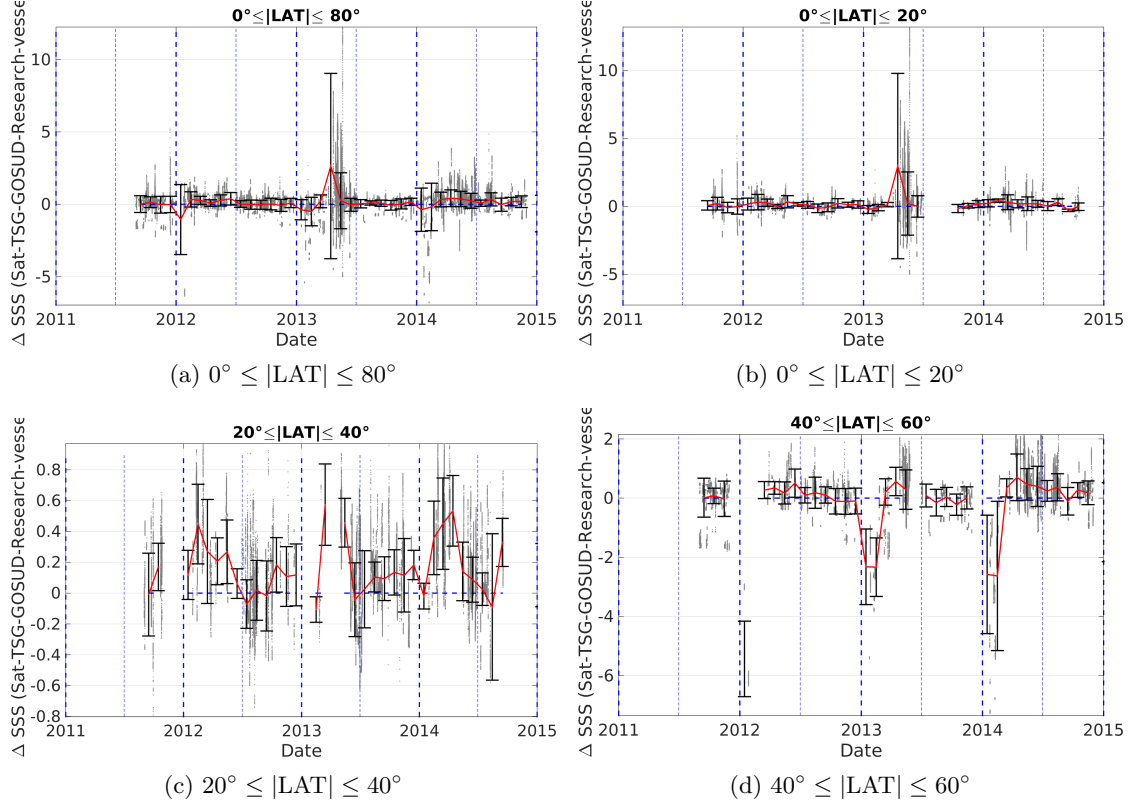 0°≤|LAT|≤ 80°
Δ SSS (Sat-TSG-GOSUD-Research-vesse
10
5
0
-5
2011 2012 2013 2014 2015
Date
(a) 0° ≤ |LAT| ≤ 80°
0°≤|LAT|≤ 20°
Δ SSS (Sat-TSG-GOSUD-Research-vesse
10
5
0
-5
2011 2012 2013 2014 2015
Date
(b) 0° ≤ |LAT| ≤ 20°
20°≤|LAT|≤ 40°
Δ SSS (Sat-TSG-GOSUD-Research-vesse
0.8
0.6
0.4
0.2
0
-0.2
-0.4
-0.6
-0.8
2011 2012 2013 2014 2015
Date
(c) 20° ≤ |LAT| ≤ 40°
40°≤|LAT|≤ 60°
Δ SSS (Sat-TSG-GOSUD-Research-vesse
2
0
-2
-4
-6
2011 2012 2013 2014 2015
Date
(d) 40° ≤ |LAT| ≤ 60°